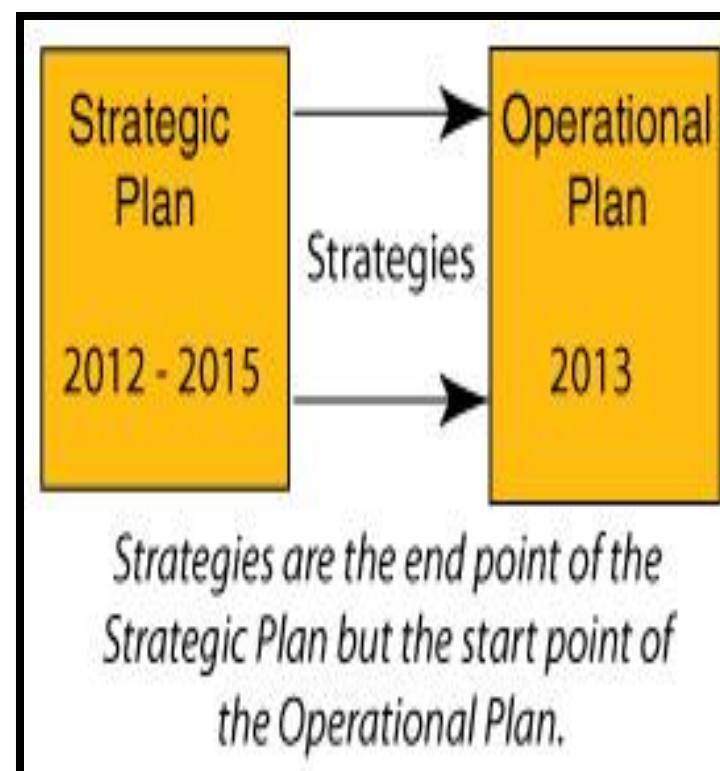 Strategic
Plan
2012 - 2015
Strategies
Operational
Plan
2013
Strategies are the end point of the
Strategic Plan but the start point of
the Operational Plan.